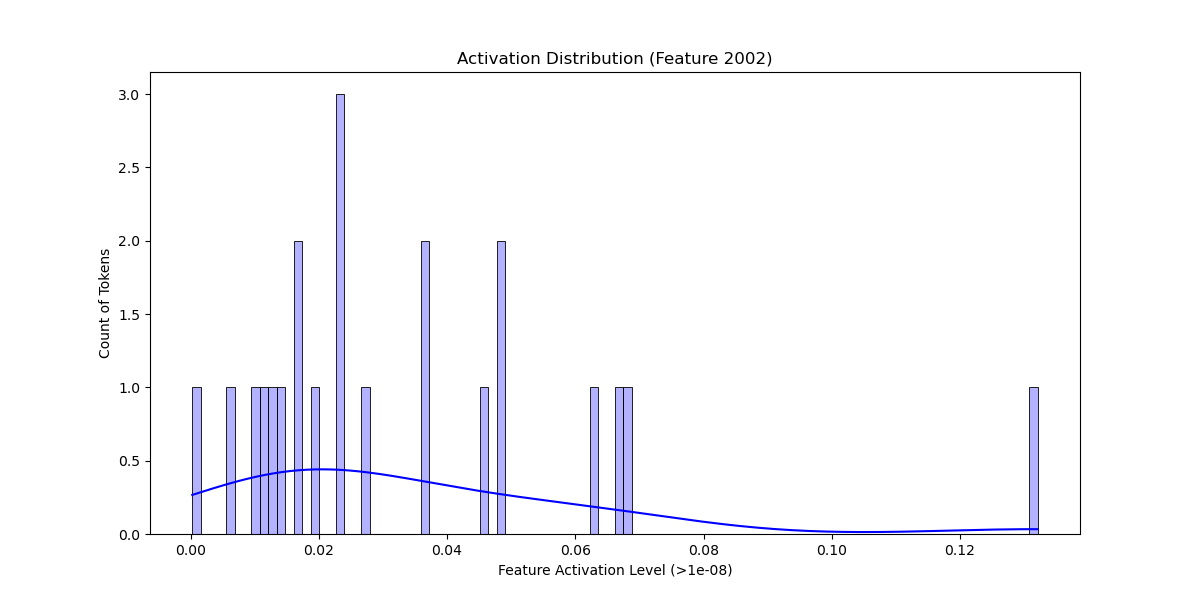 Activation Distribution (Feature 2002)
3.0
2.5
2.0
1.5
1.0
0.5
0.0
Count of Tokens
0.00 0.02 0.04 0.06 0.08 0.10 0.12
Feature Activation Level (>1e-08)